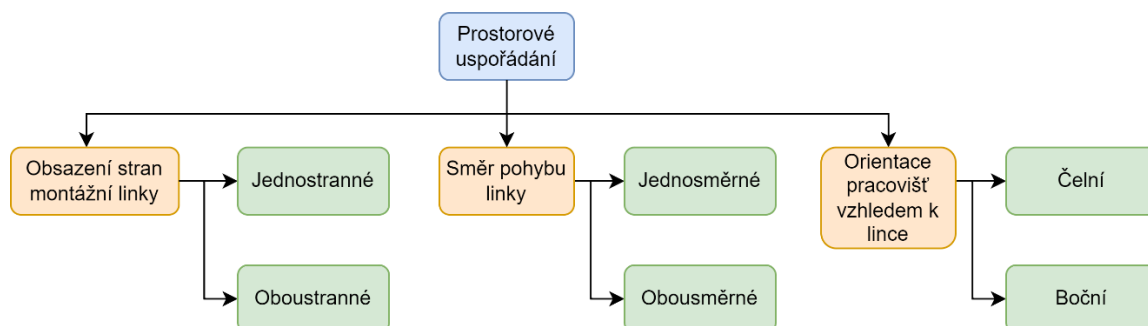 Prostorové
uspořádání
Obsazení stran
montážní linky
Jednostranné
Oboustranné
Směr pohybu
linky
Jednosměrné
Obousměrné
Orientace
pracovišť
vzhledem k
lince
Čelní
Boční